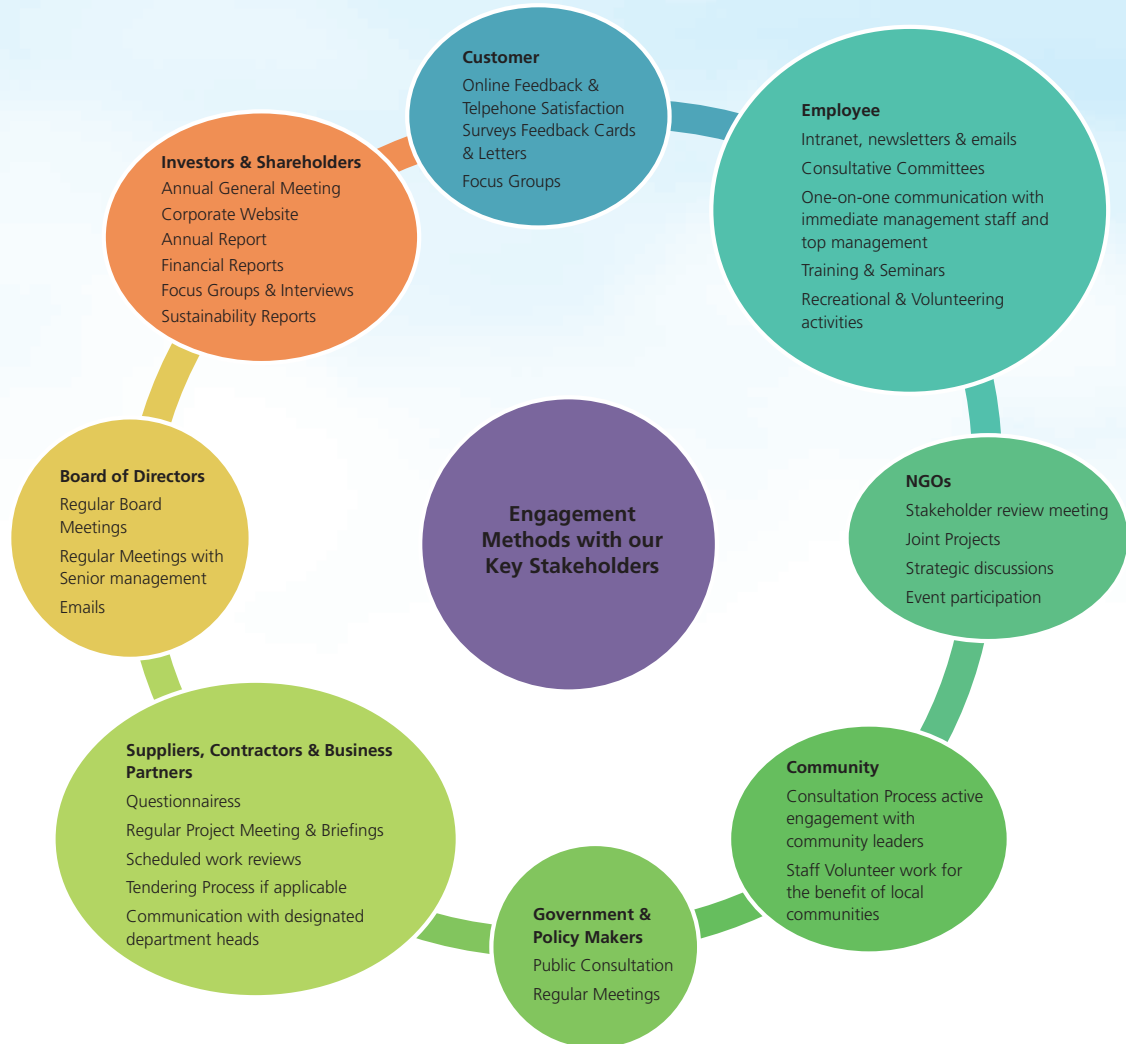 Customer
Online Feedback &
Telpehone Satisfaction
Surveys Feedback Cards
& Letters
Focus Groups
Employee
Intranet, newsletters & emails
Consultative Committees
One-on-one communication with
immediate management staff and
top management
Training & Seminars
Recreational & Volunteering
activities
NGOs
Stakeholder review meeting
Joint Projects
Strategic discussions
Event participation
Community
Consultation Process active
engagement with
community leaders
Staff Volunteer work for
the benefit of local
communities
Government &
Policy Makers
Public Consultation
Regular Meetings
Suppliers, Contractors & Business
Partners
Questionnairess
Regular Project Meeting & Briefings
Scheduled work reviews
Tendering Process if applicable
Communication with designated
department heads
Board of Directors
Regular Board
Meetings
Regular Meetings with
Senior management
Emails
Investors & Shareholders
Annual General Meeting
Corporate Website
Annual Report
Financial Reports
Focus Groups & Interviews
Sustainability Reports
Engagement
Methods with our
Key Stakeholders